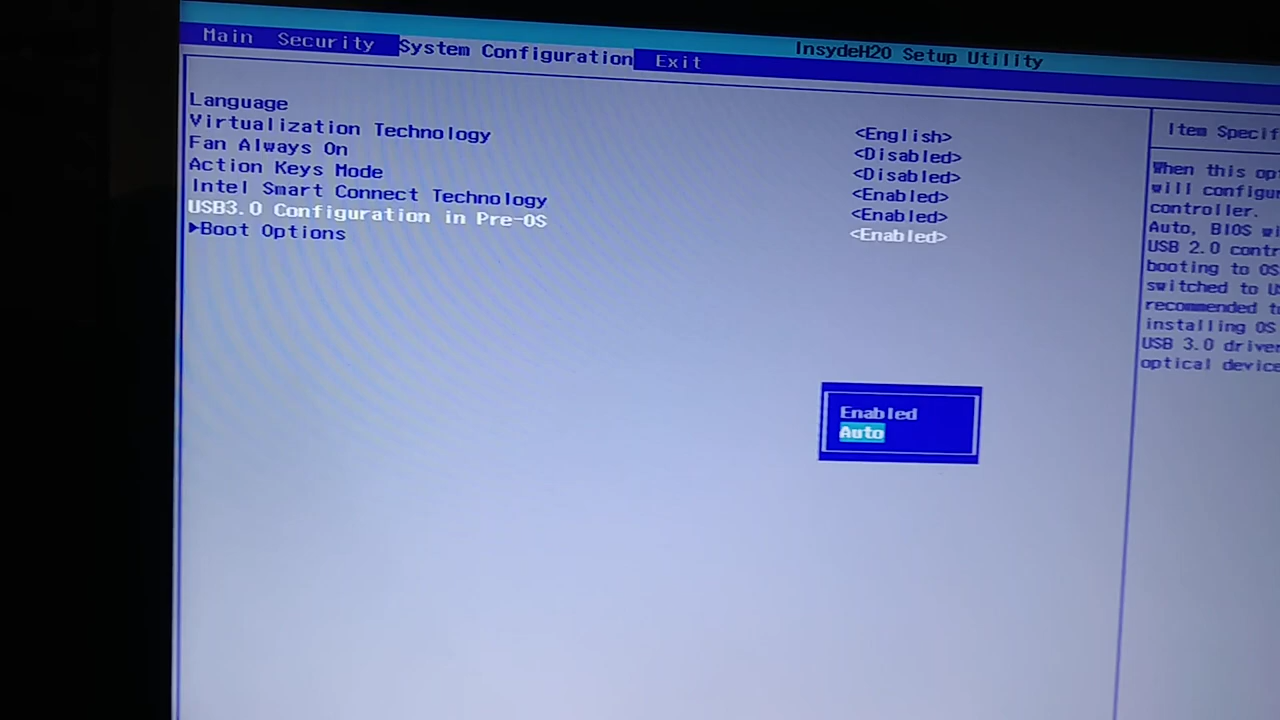 InsydeH20 Setup Utility
Main Security System Configuration Exit
Language <English>
Virtualization Technology <Disabled>
Fan Always On <Disabled>
Action Keys Mode <Enabled>
Intel Smart Connect Technology <Enabled>
USB3.0 Configuration in Pre-OS <Enabled>
▶Boot Options
Enabled
Auto
Item Specif
When this op
will configu
controller.
Auto, BIOS wi
USB 2.0 contr
booting to OS
switched to U
recommended t
installing OS
USB 3.0 driver
optical device